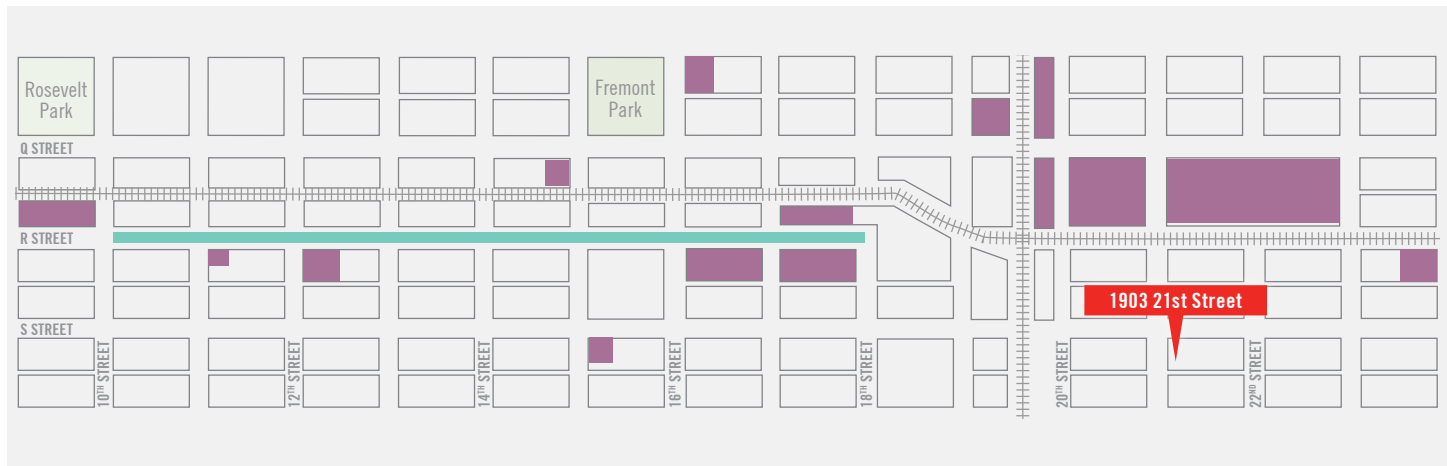 Rosevelt
Park
Fremont
Park
Q STREET
R STREET
1903 21st Street
S STREET
10TH STREET
12TH STREET
14TH STREET
16TH STREET
18TH STREET
20TH STREET
22ND STREET